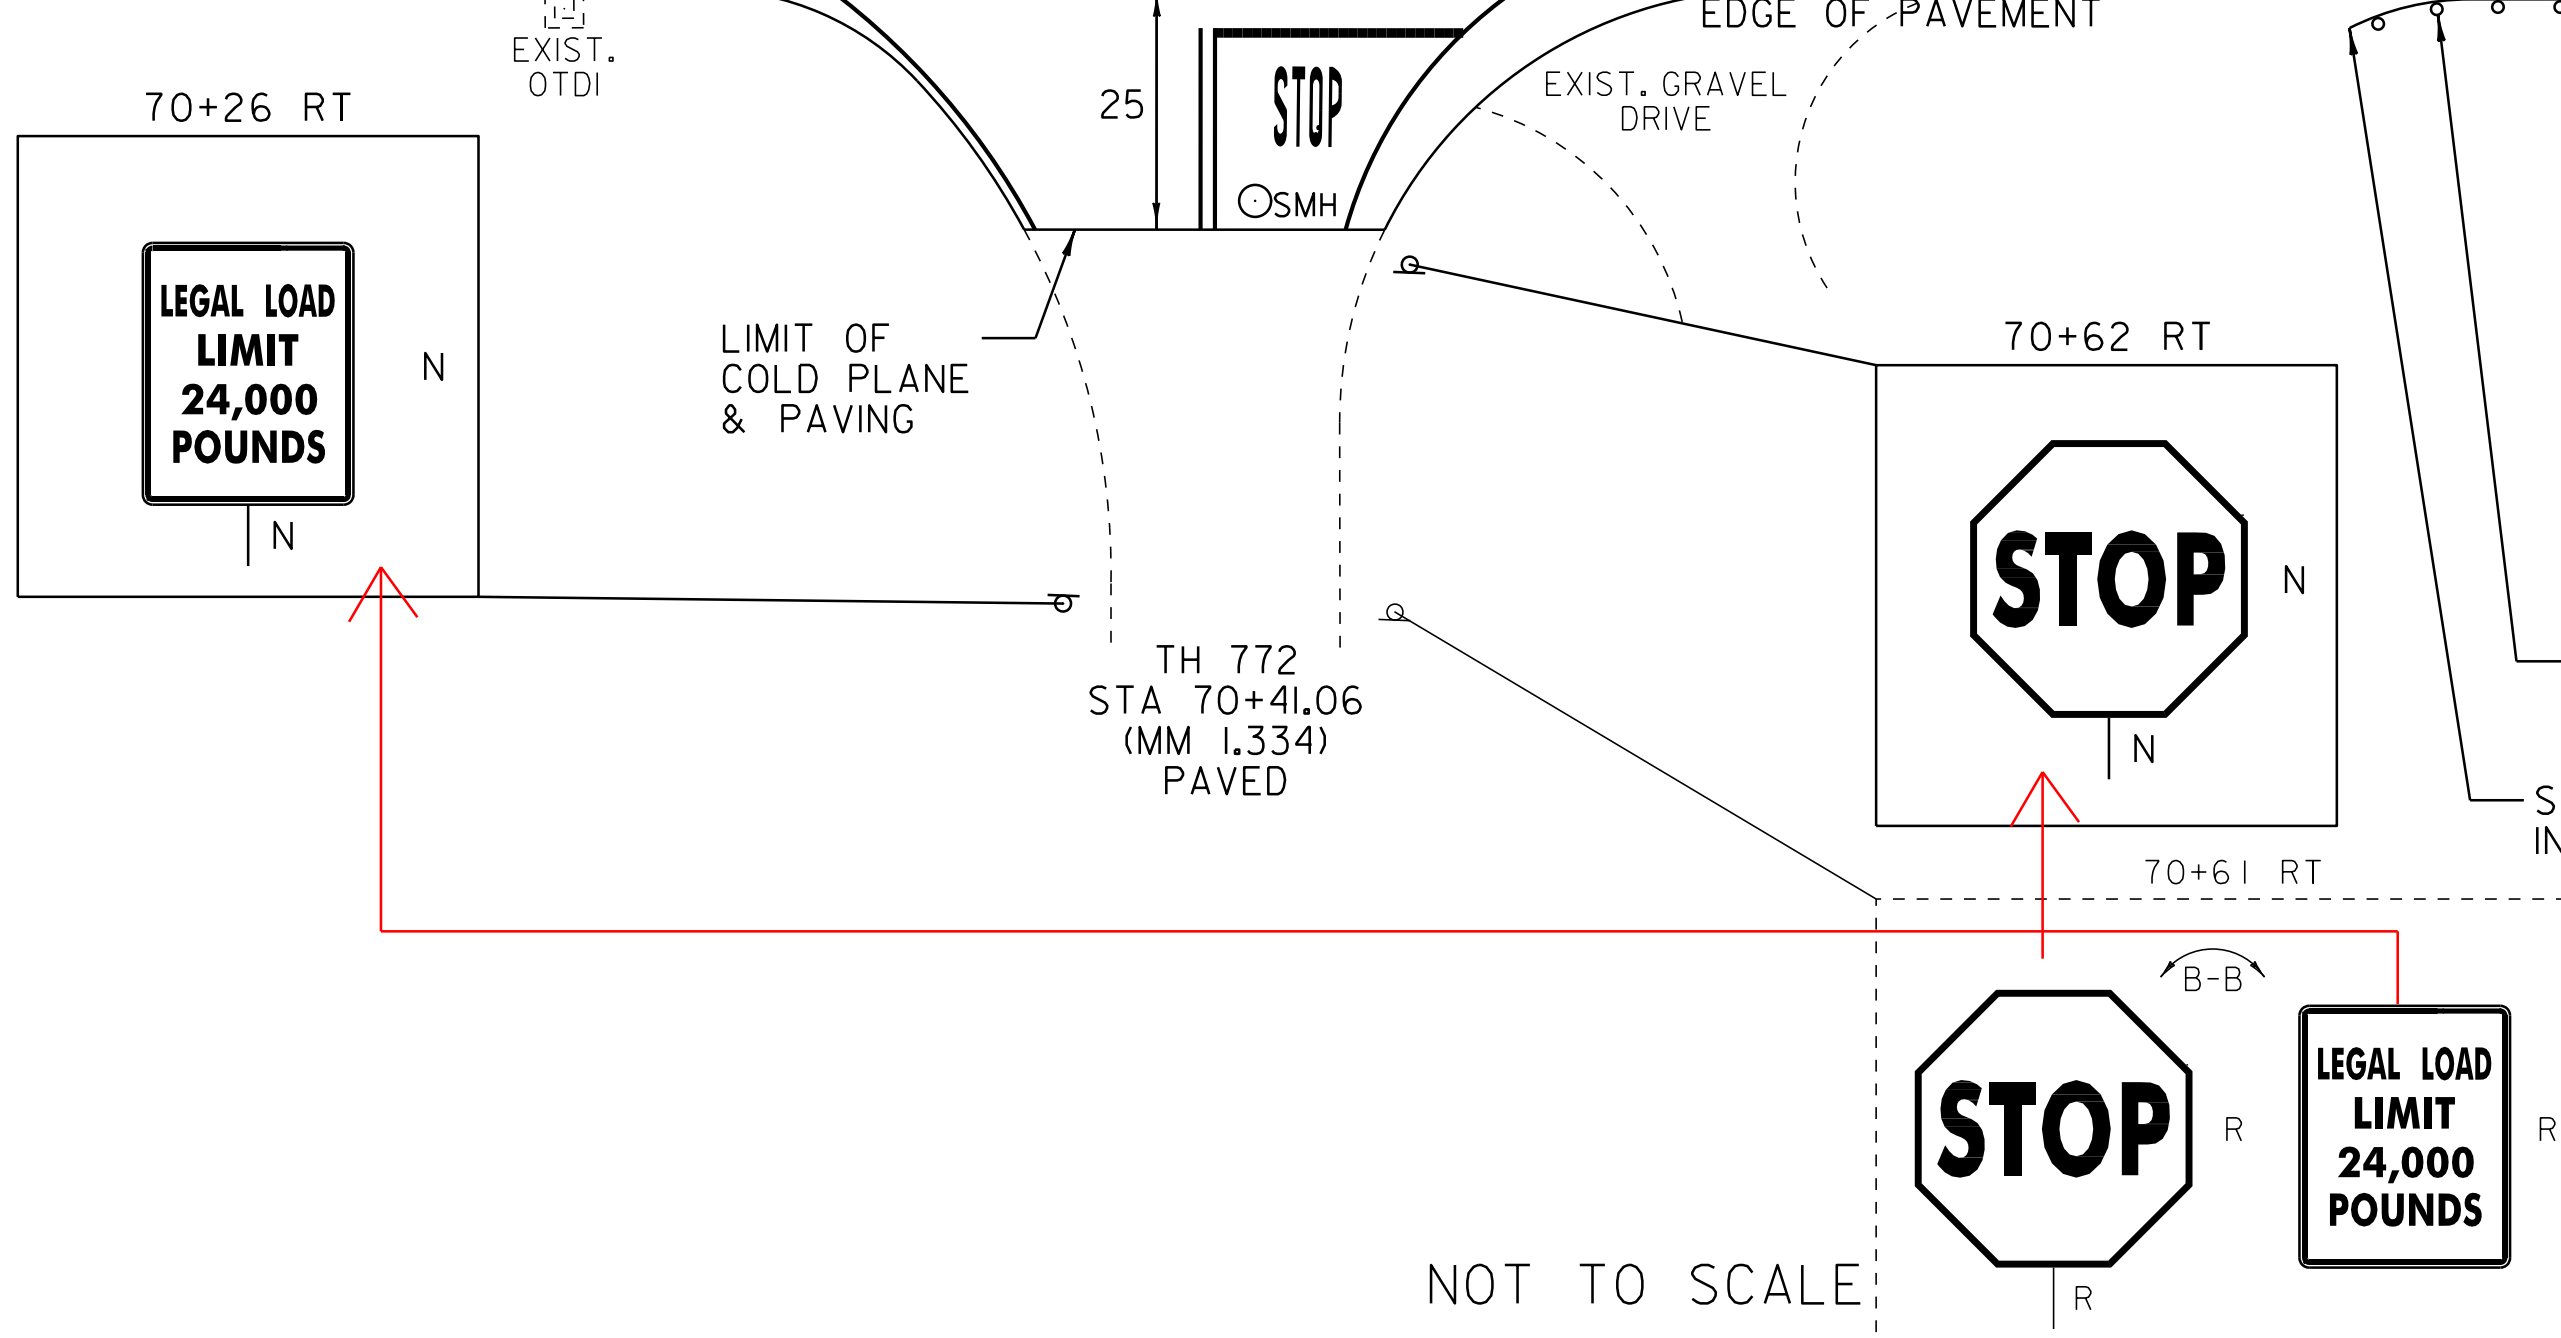 EDGE OF PAVEMENT
EXIST.
OTDI
70+26 RT
25
STOP
SMH
EXIST. GRAVEL
DRIVE
LEGAL LOAD
LIMIT
24,000
POUNDS
N
N
LIMIT OF
COLD PLANE
& PAVING
70+62 RT
STOP
N
N
TH 772
STA 70+41.06
(MM 1.334)
PAVED
70+61 RT
B-B
STOP
R
R
LEGAL LOAD
LIMIT
24,000
POUNDS
R
NOT TO SCALE